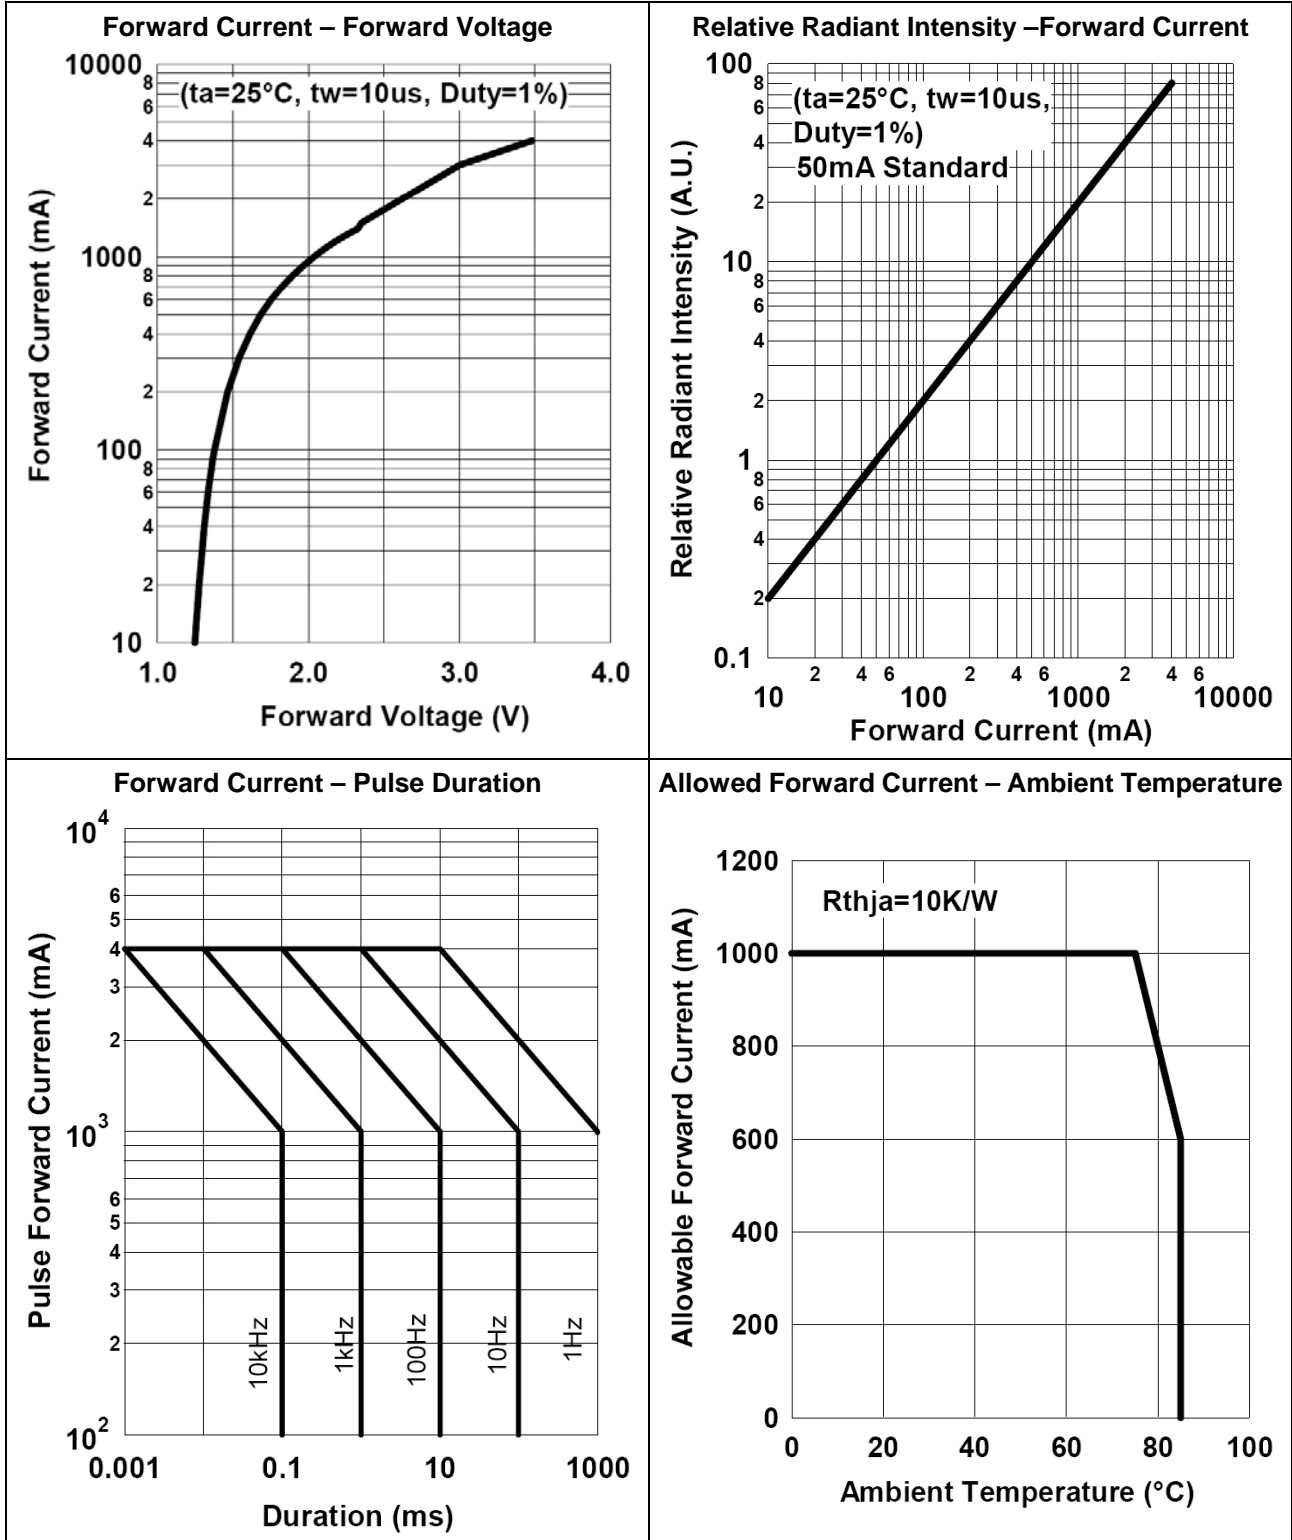 Forward Current – Forward Voltage
10000
8
6
4
2
1000
8
6
4
2
100
8
6
4
2
10
(ta=25°C, tw=10us, Duty=1%)
1.0
2.0
3.0
4.0
Forward Current (mA)
Forward Voltage (V)
Relative Radiant Intensity –Forward Current
100
8
6
4
2
10
8
6
4
2
1
8
6
4
2
0.1
(ta=25°C, tw=10us,
Duty=1%)
50mA Standard
2 4 6 2 4 6 2 4 6
10 100 1000 10000
Relative Radiant Intensity (A.U.)
Forward Current (mA)
Forward Current – Pulse Duration
10^4
6
5
4
3
2
10^3
6
5
4
3
2
10^2
10kHz
1kHz
100Hz
10Hz
1Hz
0.001 0.1 10 1000
Pulse Forward Current (mA)
Duration (ms)
Allowed Forward Current – Ambient Temperature
1200
1000
800
600
400
200
0
Rthja=10K/W
0 20 40 60 80 100
Allowable Forward Current (mA)
Ambient Temperature (°C)